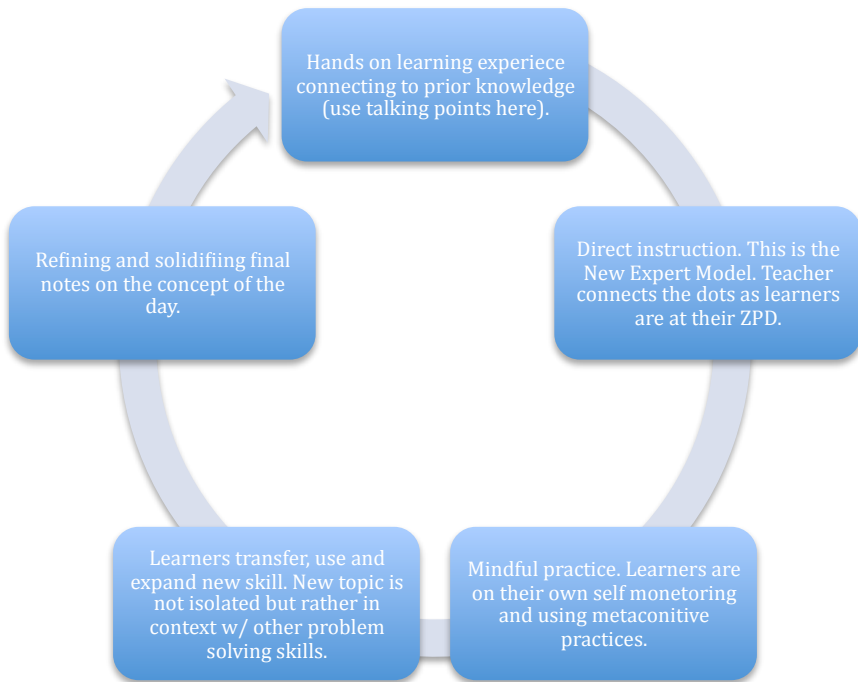 Hands on learning experiece
connecting to prior knowledge
(use talking points here).
Direct instruction. This is the
New Expert Model. Teacher
connects the dots as learners
are at their ZPD.
Mindful practice. Learners are
on their own self monetoring
and using metaconitive
practices.
Learners transfer, use and
expand new skill. New topic is
not isolated but rather in
context w/ other problem
solving skills.
Refining and solidifiing final
notes on the concept of the
day.